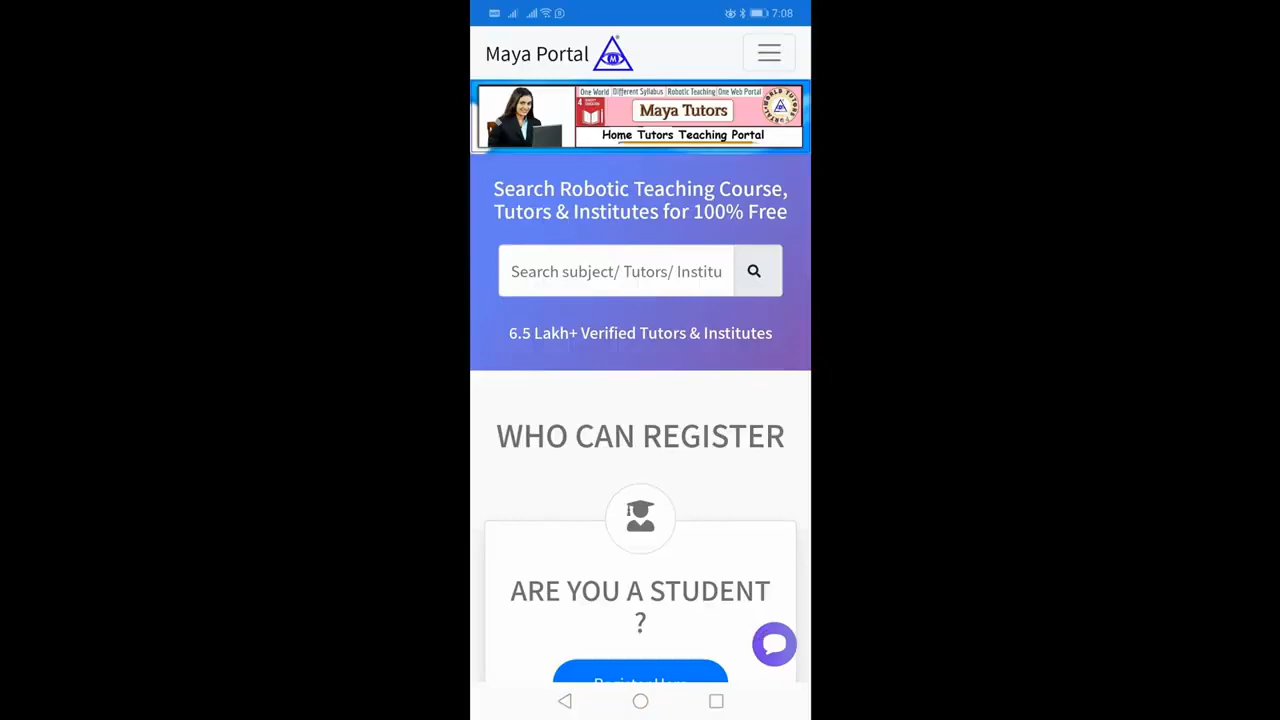 7:08
Maya Portal
One World Different Syllabus Robotic Teaching One Web Portal
Maya Tutors
Home Tutors Teaching Portal
Search Robotic Teaching Course,
Tutors & Institutes for 100% Free
Search subject/ Tutors/ Institu
6.5 Lakh+ Verified Tutors & Institutes
WHO CAN REGISTER
ARE YOU A STUDENT
?
Register Here